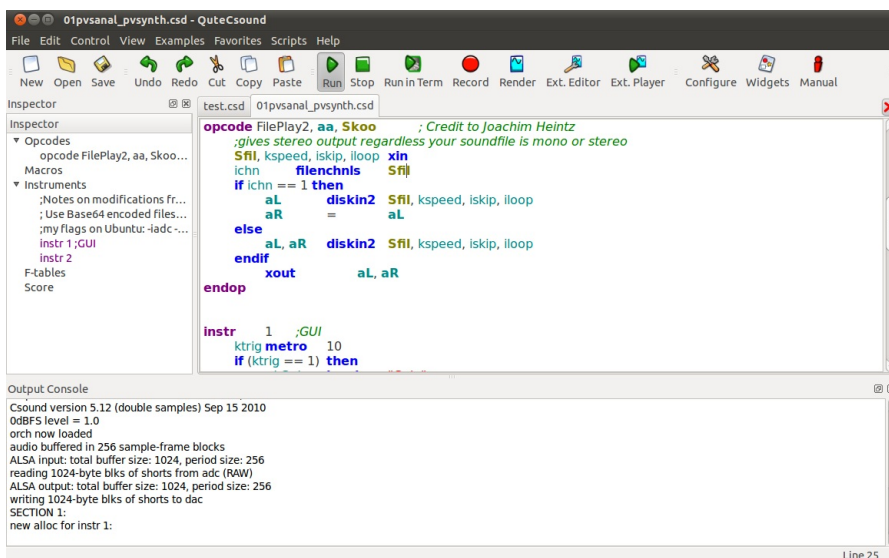 01pvsanal_pvsynth.csd - QuteCsound
File Edit Control View Examples Favorites Scripts Help
New Open Save Undo Redo Cut Copy Paste Run Stop Run in Term Record Render Ext. Editor Ext. Player Configure Widgets Manual
Inspector
Inspector
Opcodes
opcode FilePlay2, aa, Skoo...
Macros
Instruments
;Notes on modifications fr...
; Use Base64 encoded files...
;my flags on Ubuntu: -iadc -...
instr 1 ;GUI
instr 2
F-tables
Score
test.csd 01pvsanal_pvsynth.csd
opcode FilePlay2, aa, Skoo ; Credit to Joachim Heintz
;gives stereo output regardless your soundfile is mono or stereo
Sfil, kspeed, iskip, iloop xin
ichn filenchnls Sfil
if ichn == 1 then
aL diskin2 Sfil, kspeed, iskip, iloop
aR = aL
else
aL, aR diskin2 Sfil, kspeed, iskip, iloop
endif
xout aL, aR
endop
instr 1 ;GUI
ktrig metro 10
if (ktrig == 1) then
Output Console
Csound version 5.12 (double samples) Sep 15 2010
0dBFS level = 1.0
orch now loaded
audio buffered in 256 sample-frame blocks
ALSA input: total buffer size: 1024, period size: 256
reading 1024-byte blks of shorts from adc (RAW)
ALSA output: total buffer size: 1024, period size: 256
writing 1024-byte blks of shorts to dac
SECTION 1:
new alloc for instr 1:
Line 25